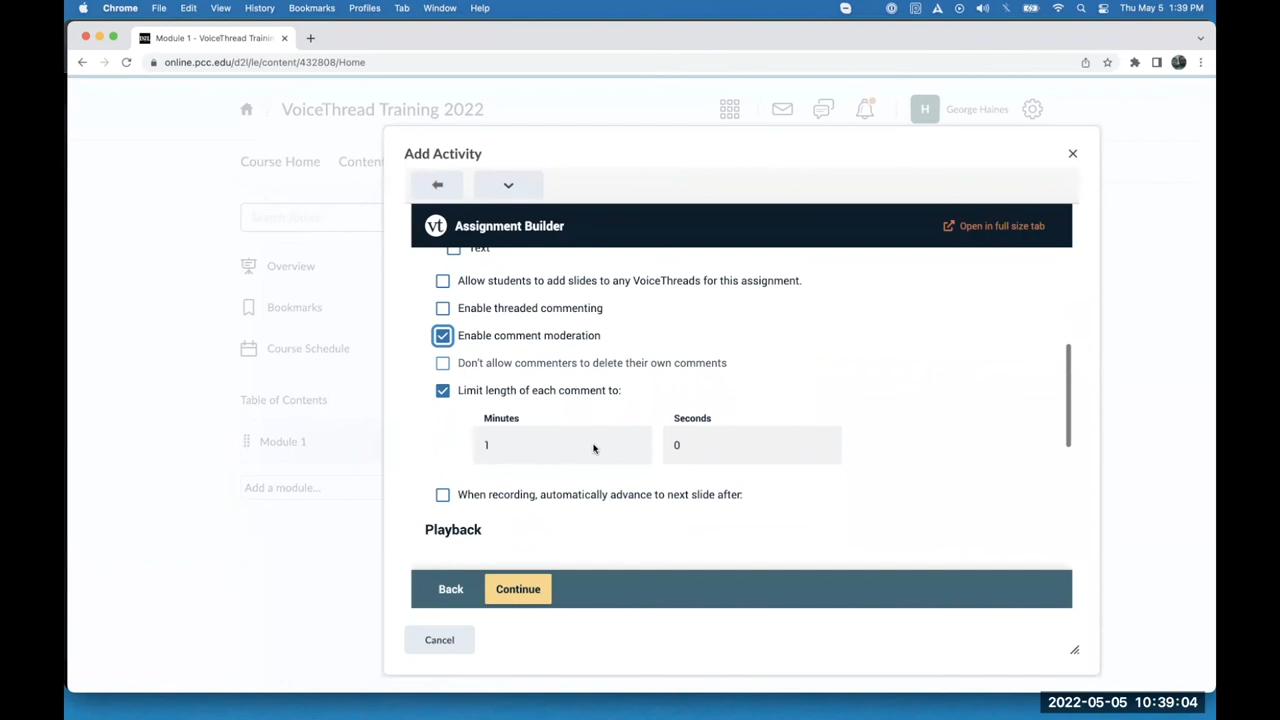 Chrome File Edit View History Bookmarks Profiles Tab Window Help Thu May 5 1:39 PM
D2L Module 1 - VoiceThread Trainin
online.pcc.edu/d2l/le/content/432808/Home
VoiceThread Training 2022
H George Haines
Course Home Conten
Add Activity
vt Assignment Builder
Open in full size tab
Overview
Bookmarks
Course Schedule
Table of Contents
Module 1
Add a module...
Text
Allow students to add slides to any VoiceThreads for this assignment.
Enable threaded commenting
Enable comment moderation
Don't allow commenters to delete their own comments
Limit length of each comment to:
Minutes Seconds
1 0
When recording, automatically advance to next slide after:
Playback
Back Continue
Cancel
2022-05-05 10:39:04